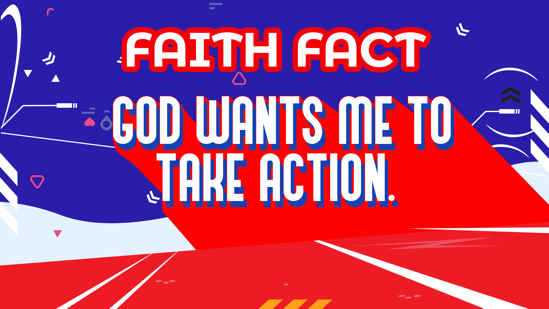 FAITH FACT
GOD WANTS ME TO
TAKE ACTION.